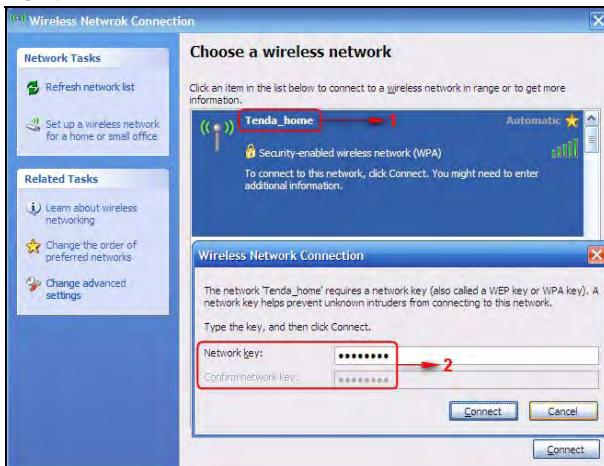 Wireless Netwrok Connection
Network Tasks
Refresh network list
Set up a wireless network
for a home or small office
Related Tasks
Learn about wireless
networking
Change the order of
preferred networks
Change advanced
settings
Choose a wireless network
Click an item in the list below to connect to a wireless network in range or to get more
information.
Tenda_home
1
Automatic
Security-enabled wireless network (WPA)
To connect to this network, click Connect. You might need to enter
additional information.
Wireless Network Connection
The network 'Tenda_home' requires a network key (also called a WEP key or WPA key). A
network key helps prevent unknown intruders from connecting to this network.
Type the key, and then click Connect.
Network key:
••••••••
2
Confirm network key:
••••••••
Connect
Cancel
Connect